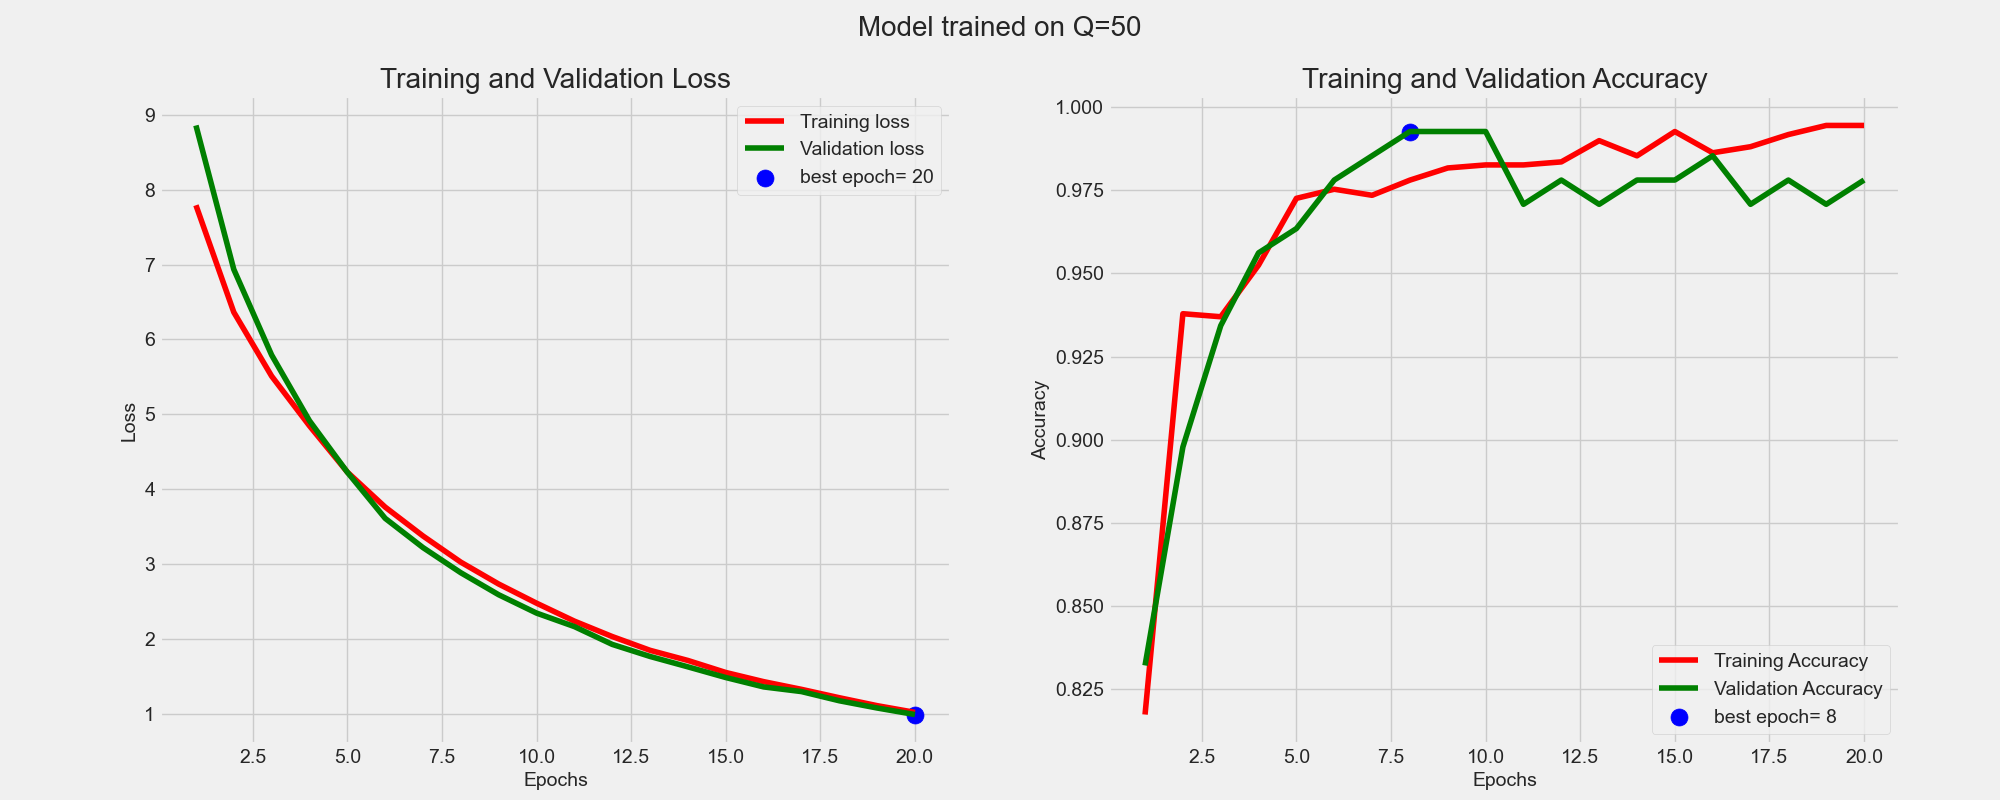 Model trained on Q=50
Training and Validation Loss
9
8
7
6
5
4
3
2
1
Loss
2.5 5.0 7.5 10.0 12.5 15.0 17.5 20.0
Epochs
Training loss
Validation loss
best epoch= 20
Training and Validation Accuracy
1.000
0.975
0.950
0.925
0.900
0.875
0.850
0.825
Accuracy
2.5 5.0 7.5 10.0 12.5 15.0 17.5 20.0
Epochs
Training Accuracy
Validation Accuracy
best epoch= 8